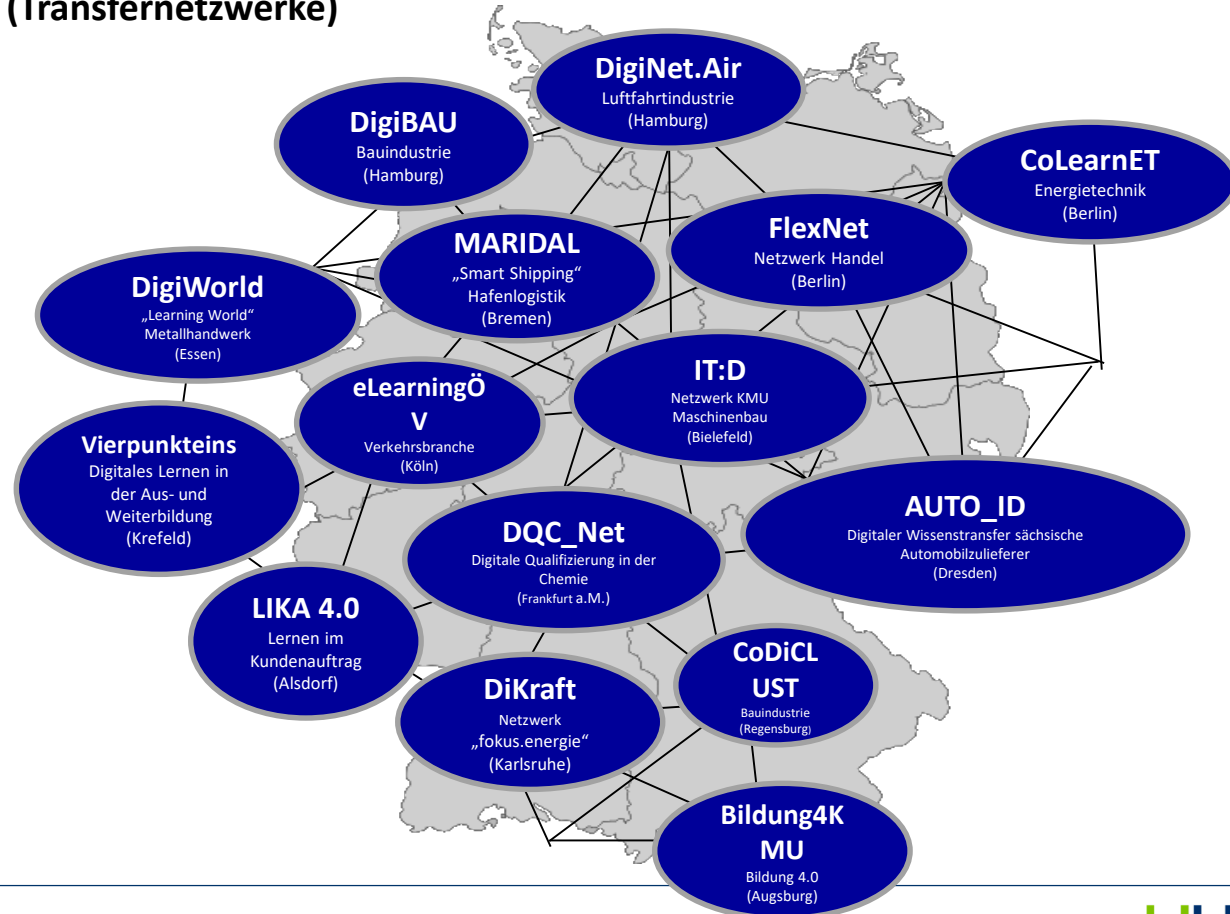 (Transfernetzwerke)
DigiNet.Air
Luftfahrtindustrie
(Hamburg)
DigiBAU
Bauindustrie
(Hamburg)
CoLearnET
Energietechnik
(Berlin)
FlexNet
Netzwerk Handel
(Berlin)
MARIDAL
„Smart Shipping“
Hafenlogistik
(Bremen)
DigiWorld
„Learning World“
Metallhandwerk
(Essen)
IT:D
Netzwerk KMU
Maschinenbau
(Bielefeld)
eLearningÖ
V
Verkehrsbranche
(Köln)
Vierpunkteins
Digitales Lernen in
der Aus- und
Weiterbildung
(Krefeld)
AUTO_ID
Digitaler Wissenstransfer sächsische
Automobilzulieferer
(Dresden)
DQC_Net
Digitale Qualifizierung in der
Chemie
(Frankfurt a.M.)
LIKA 4.0
Lernen im
Kundenauftrag
(Alsdorf)
CoDiCL
UST
Bauindustrie
(Regensburg)
DiKraft
Netzwerk
„fokus.energie“
(Karlsruhe)
Bildung4K
MU
Bildung 4.0
(Augsburg)